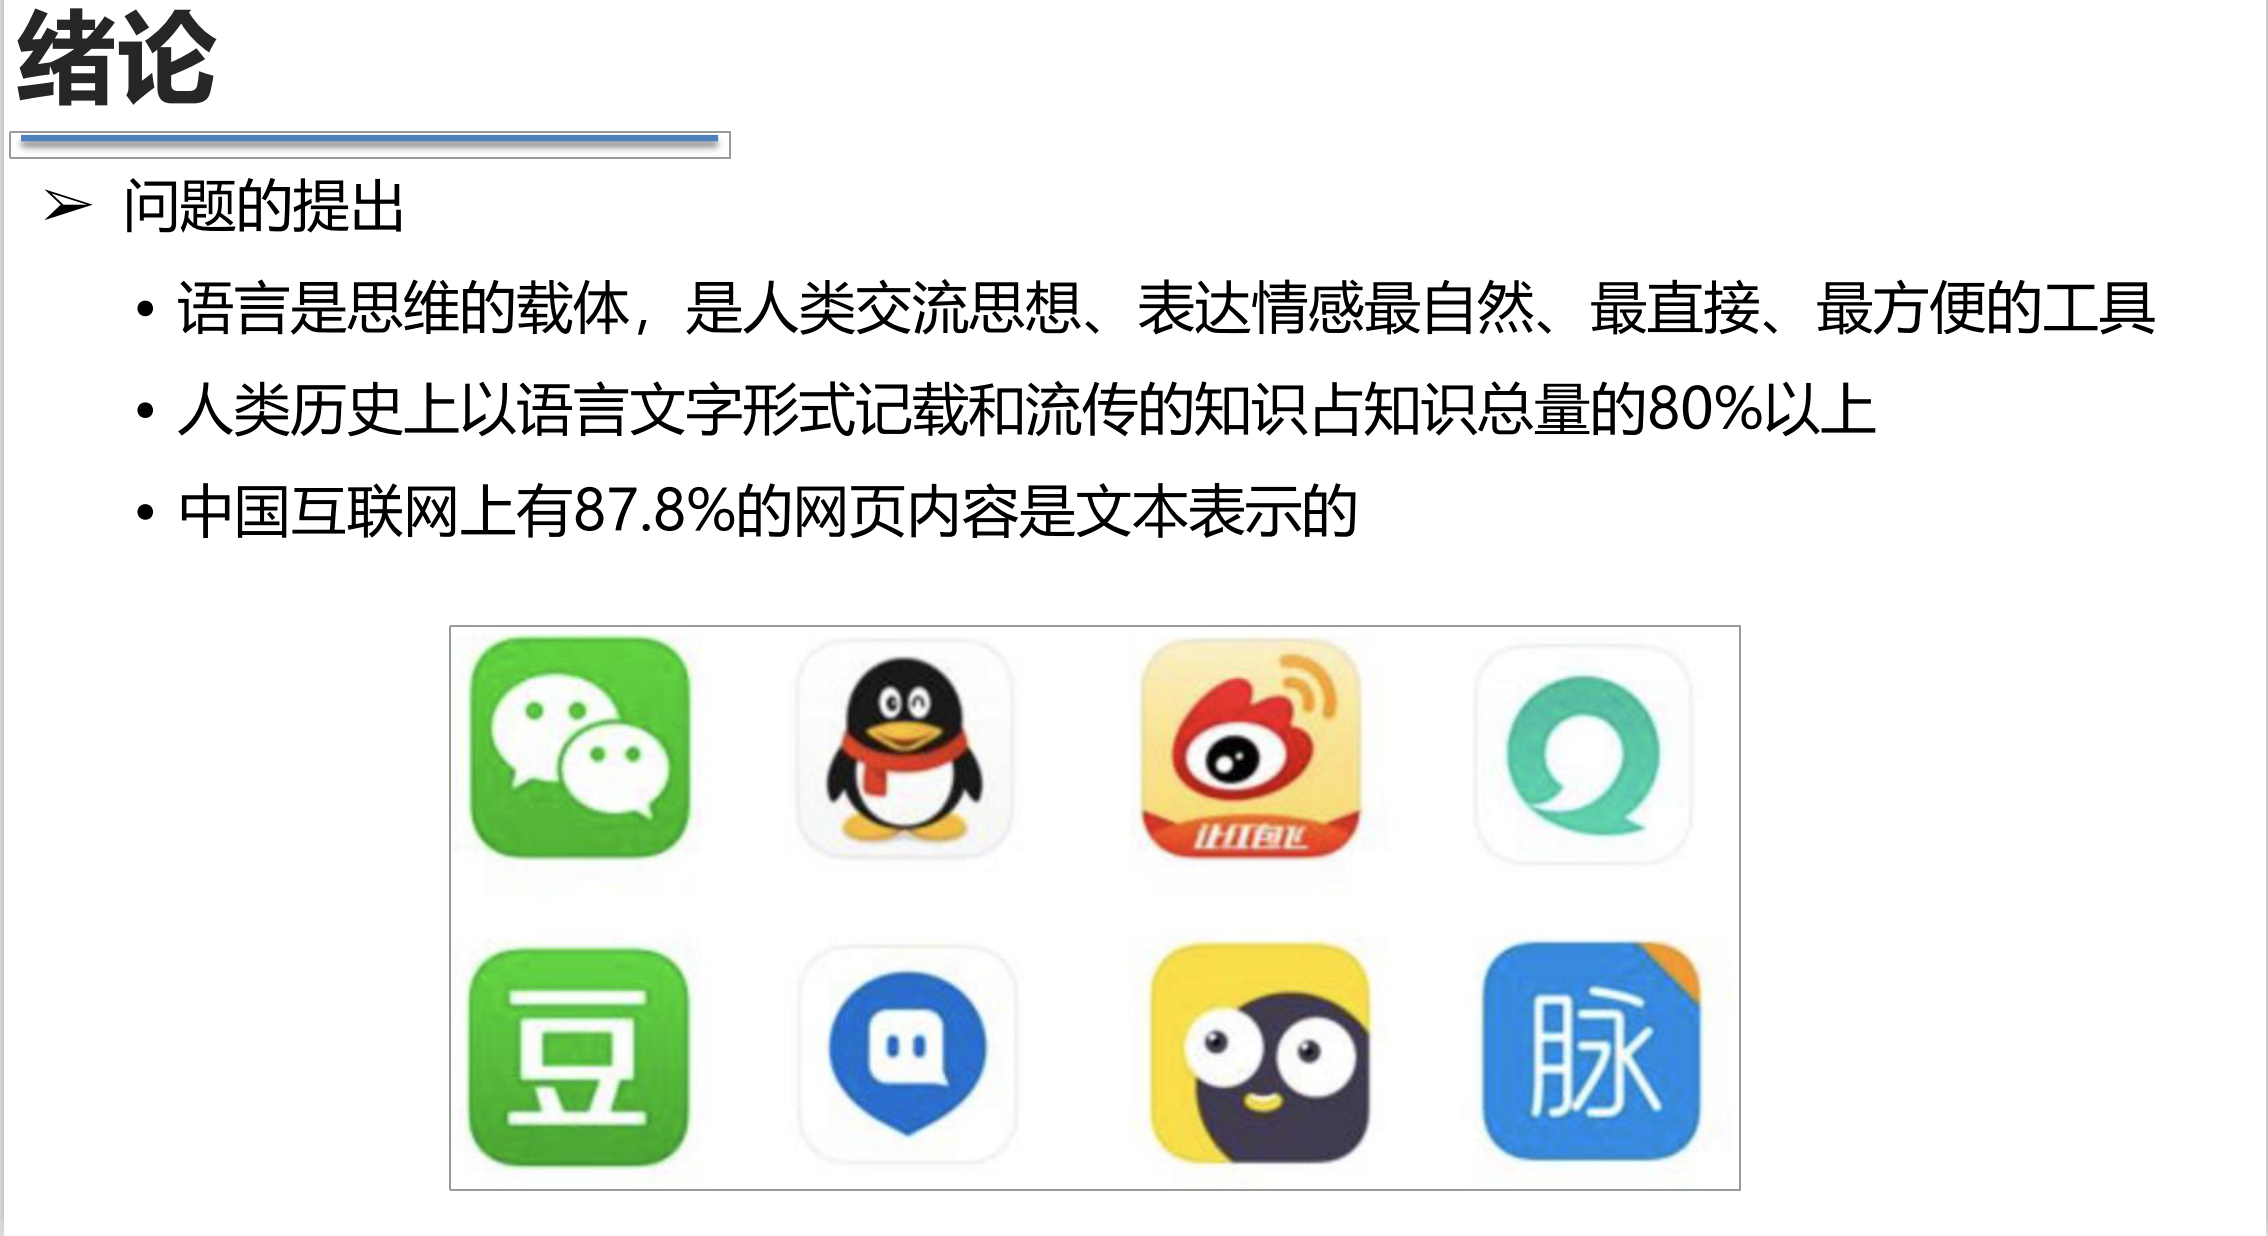 绪论
➢ 问题的提出
• 语言是思维的载体，是人类交流思想、表达情感最自然、最直接、最方便的工具
• 人类历史上以语言文字形式记载和流传的知识占知识总量的80%以上
• 中国互联网上有87.8%的网页内容是文本表示的
让红包飞
豆
脉